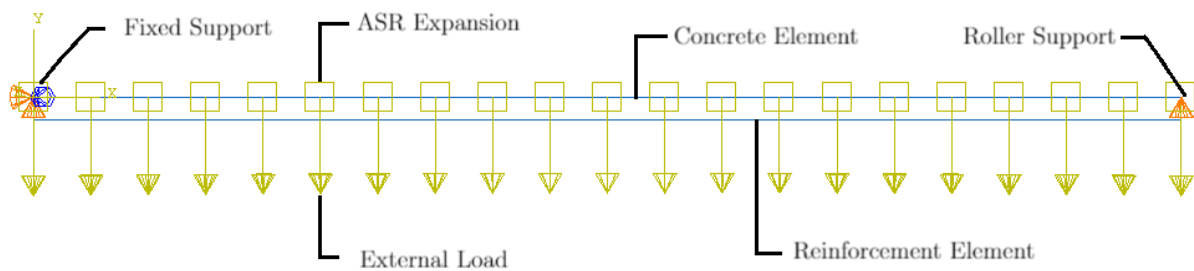 Y
Fixed Support
ASR Expansion
Concrete Element
Roller Support
X
External Load
Reinforcement Element